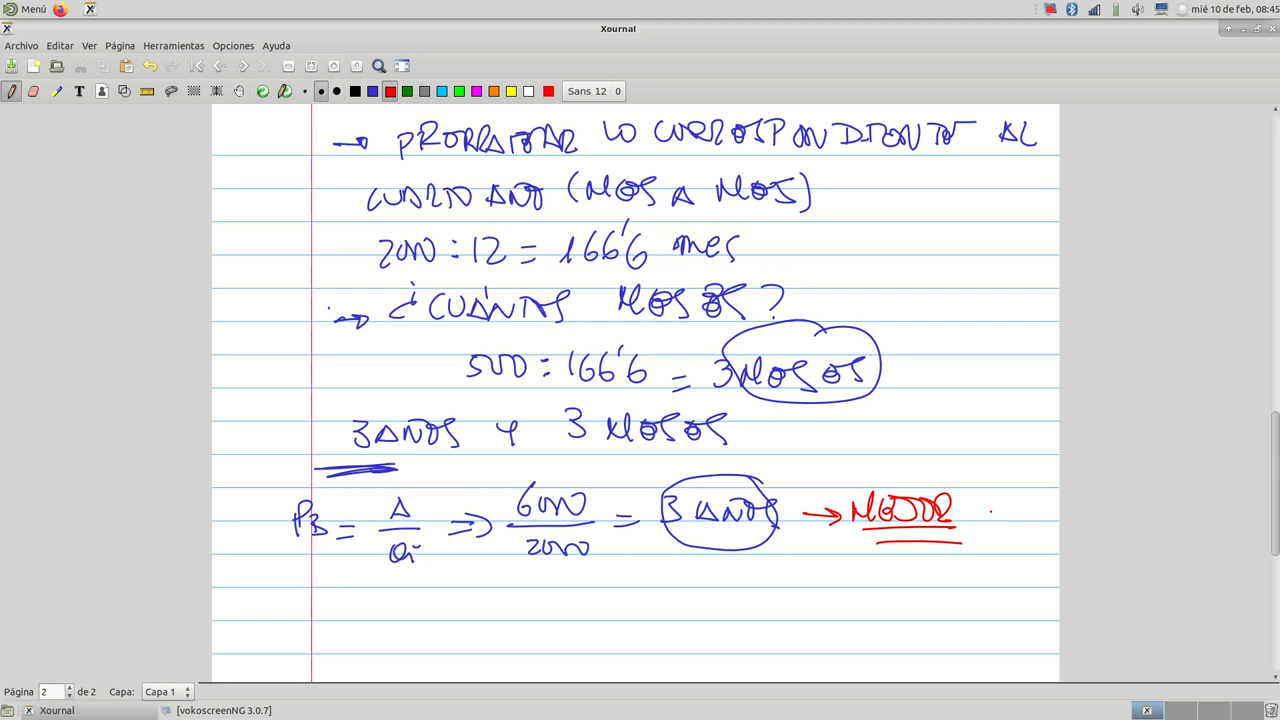 Menú mié 10 de feb, 08:45
Xournal
Archivo Editar Ver Página Herramientas Opciones Ayuda
Sans 12 0
→ PRORRATEAR LO CORRESPONDIENTE AL
CUARTO AÑO (MES A MES)
2000 : 12 = 166'6 mes
→ ¿CUÁNTOS MESES?
500 : 166'6 = 3 MESES
3 AÑOS Y 3 MESES
PB = A / Q ⇒ 6000 / 2000 = 3 AÑOS → MEJOR
Página 2 de 2 Capa: Capa 1
Xournal [vokoscreenNG 3.0.7]